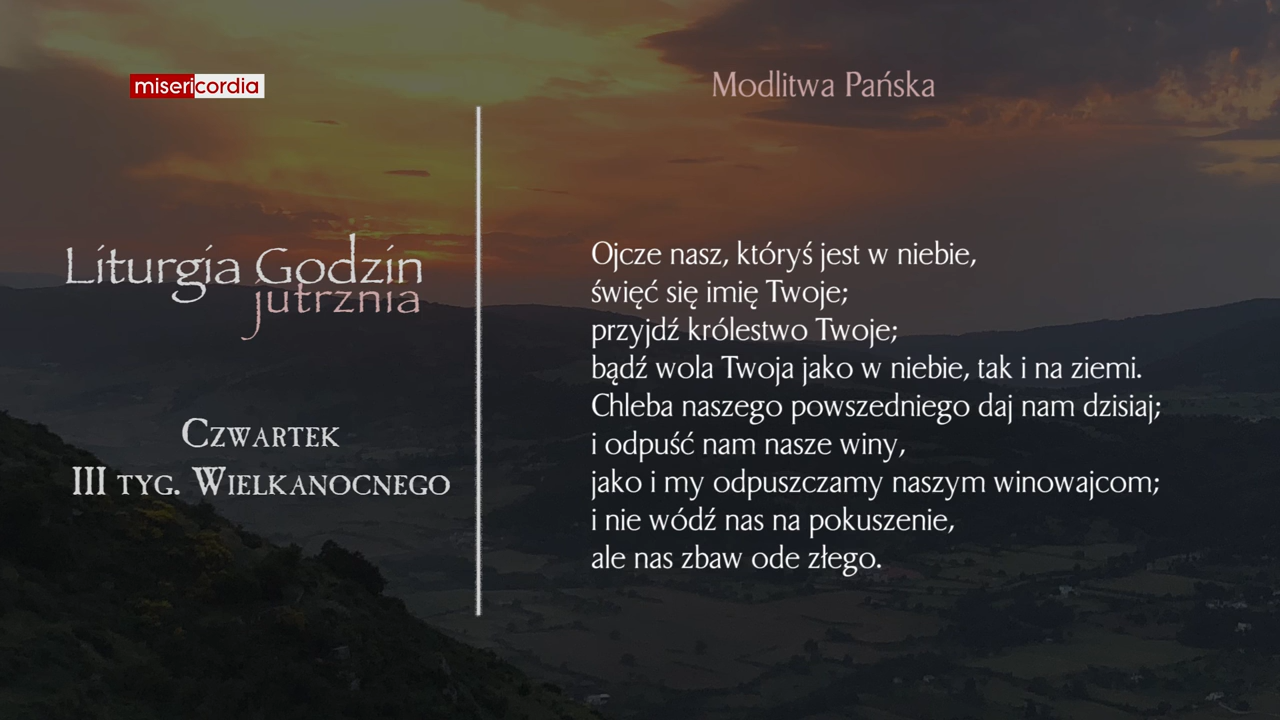 misericordia
Liturgia Godzin
jutrznia
Czwartek
III tyg. Wielkanocnego
Modlitwa Pańska
Ojcze nasz, któryś jest w niebie,
święć się imię Twoje;
przyjdź królestwo Twoje;
bądź wola Twoja jako w niebie, tak i na ziemi.
Chleba naszego powszedniego daj nam dzisiaj;
i odpuść nam nasze winy,
jako i my odpuszczamy naszym winowajcom;
i nie wódź nas na pokuszenie,
ale nas zbaw ode złego.